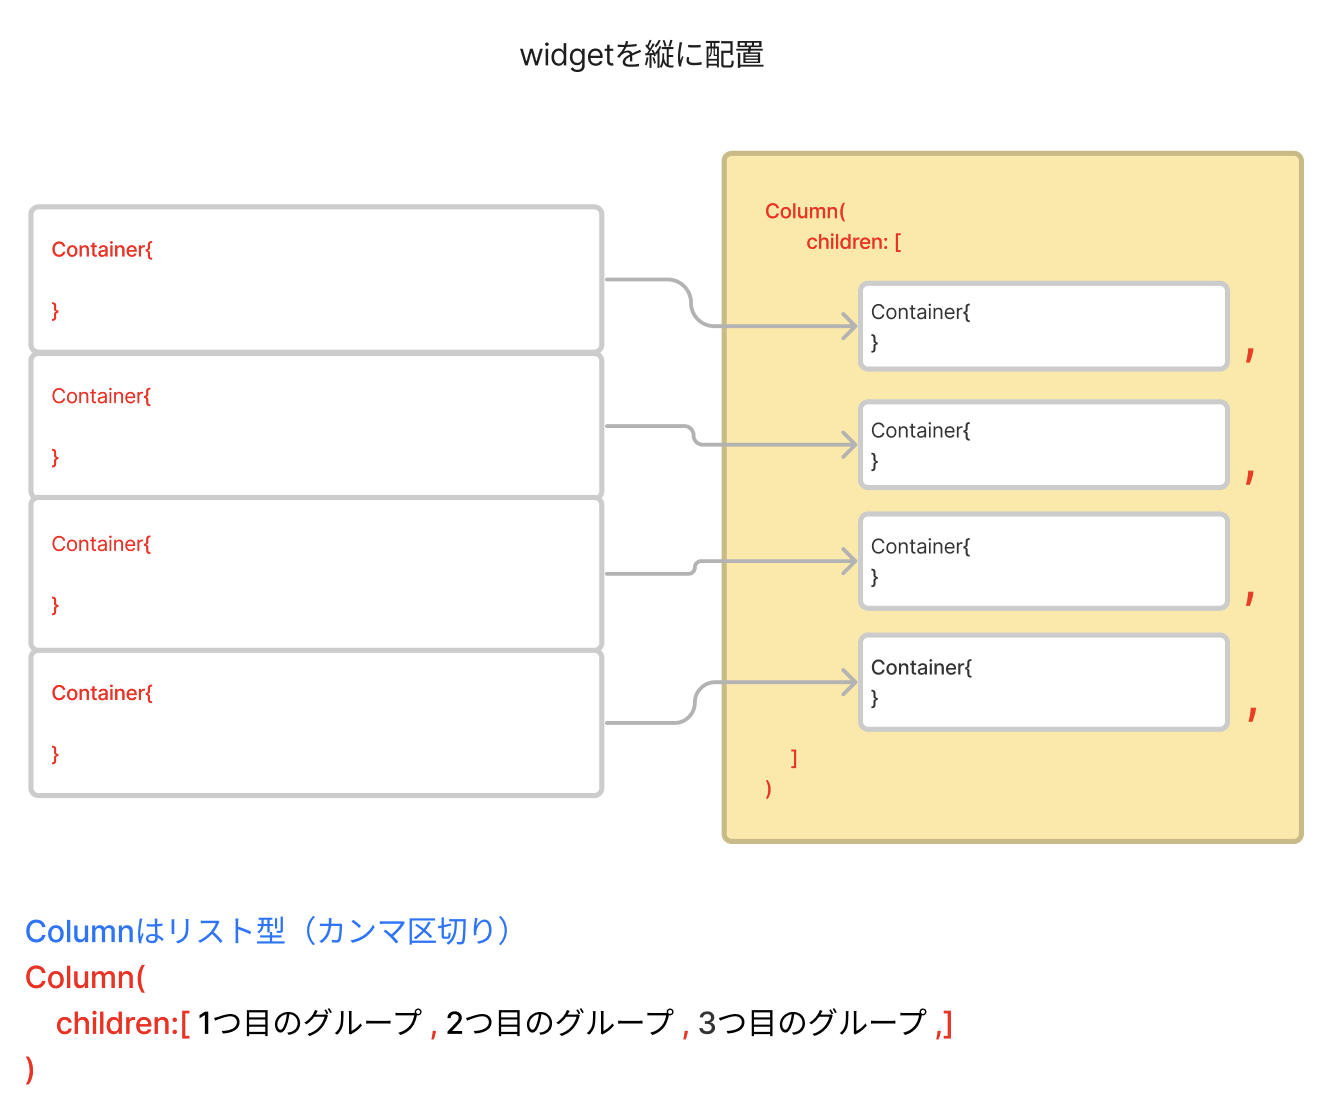 widgetを縦に配置
Container{
}
Container{
}
Container{
}
Container{
}
Column(
children: [
Container{
}
,
Container{
}
,
Container{
}
,
Container{
}
,
]
)
Columnはリスト型（カンマ区切り）
Column(
children:[ 1つ目のグループ , 2つ目のグループ , 3つ目のグループ ,]
)